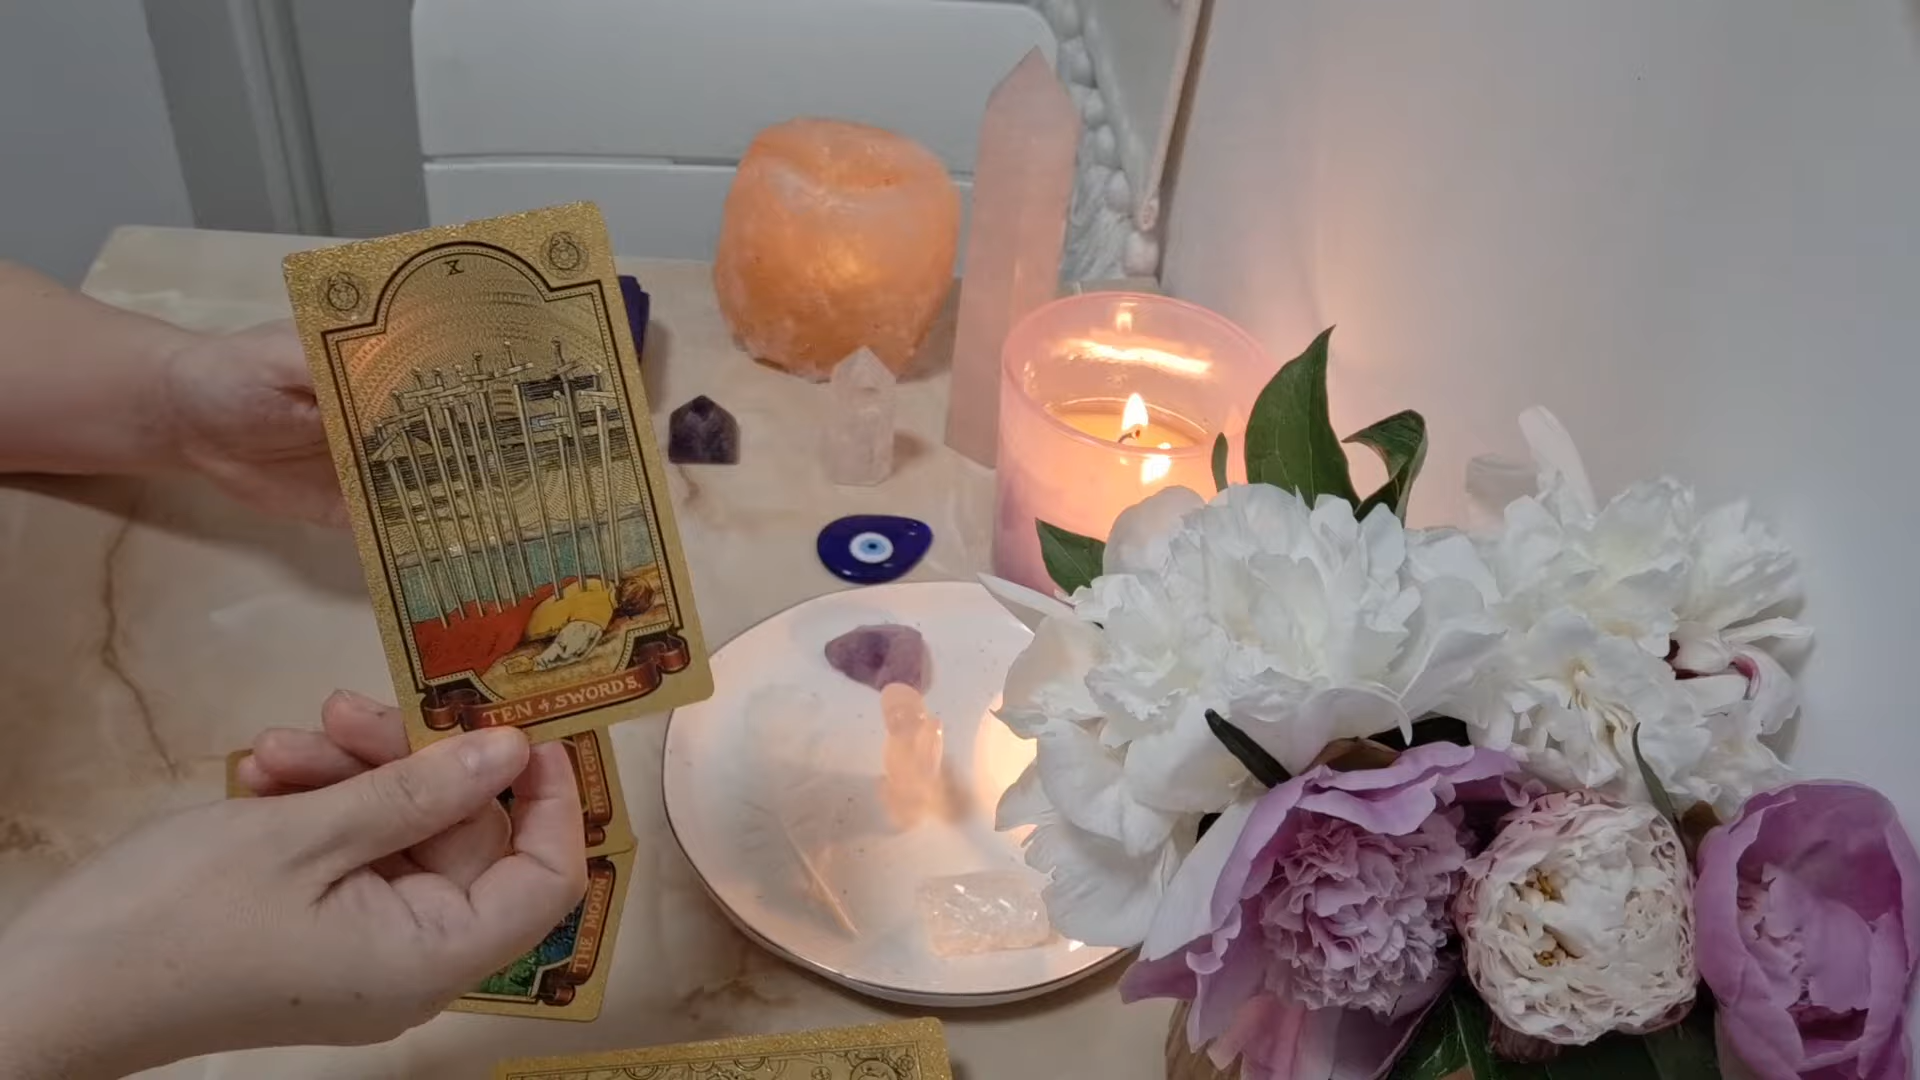 X
TEN of SWORDS.
FIVE of CUPS.
THE MOON.